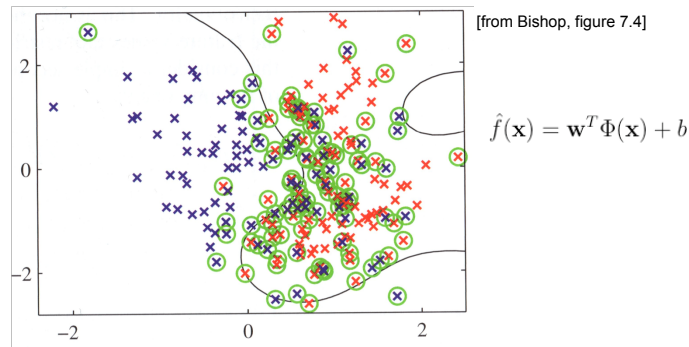 [from Bishop, figure 7.4]
2
0
−2
−2 0 2
f̂(x) = wᵀΦ(x) + b